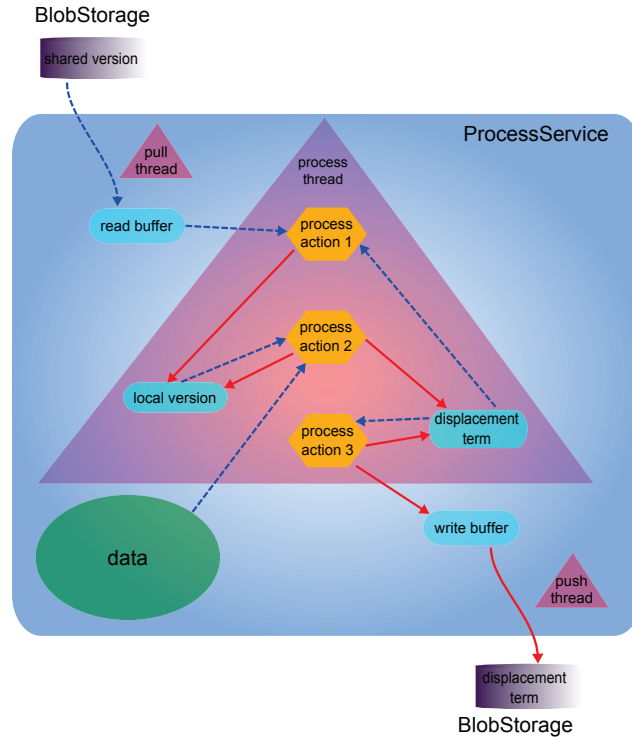 BlobStorage
shared version
ProcessService
pull
thread
process
thread
read buffer
process
action 1
process
action 2
local version
process
action 3
displacement
term
write buffer
data
push
thread
displacement
term
BlobStorage